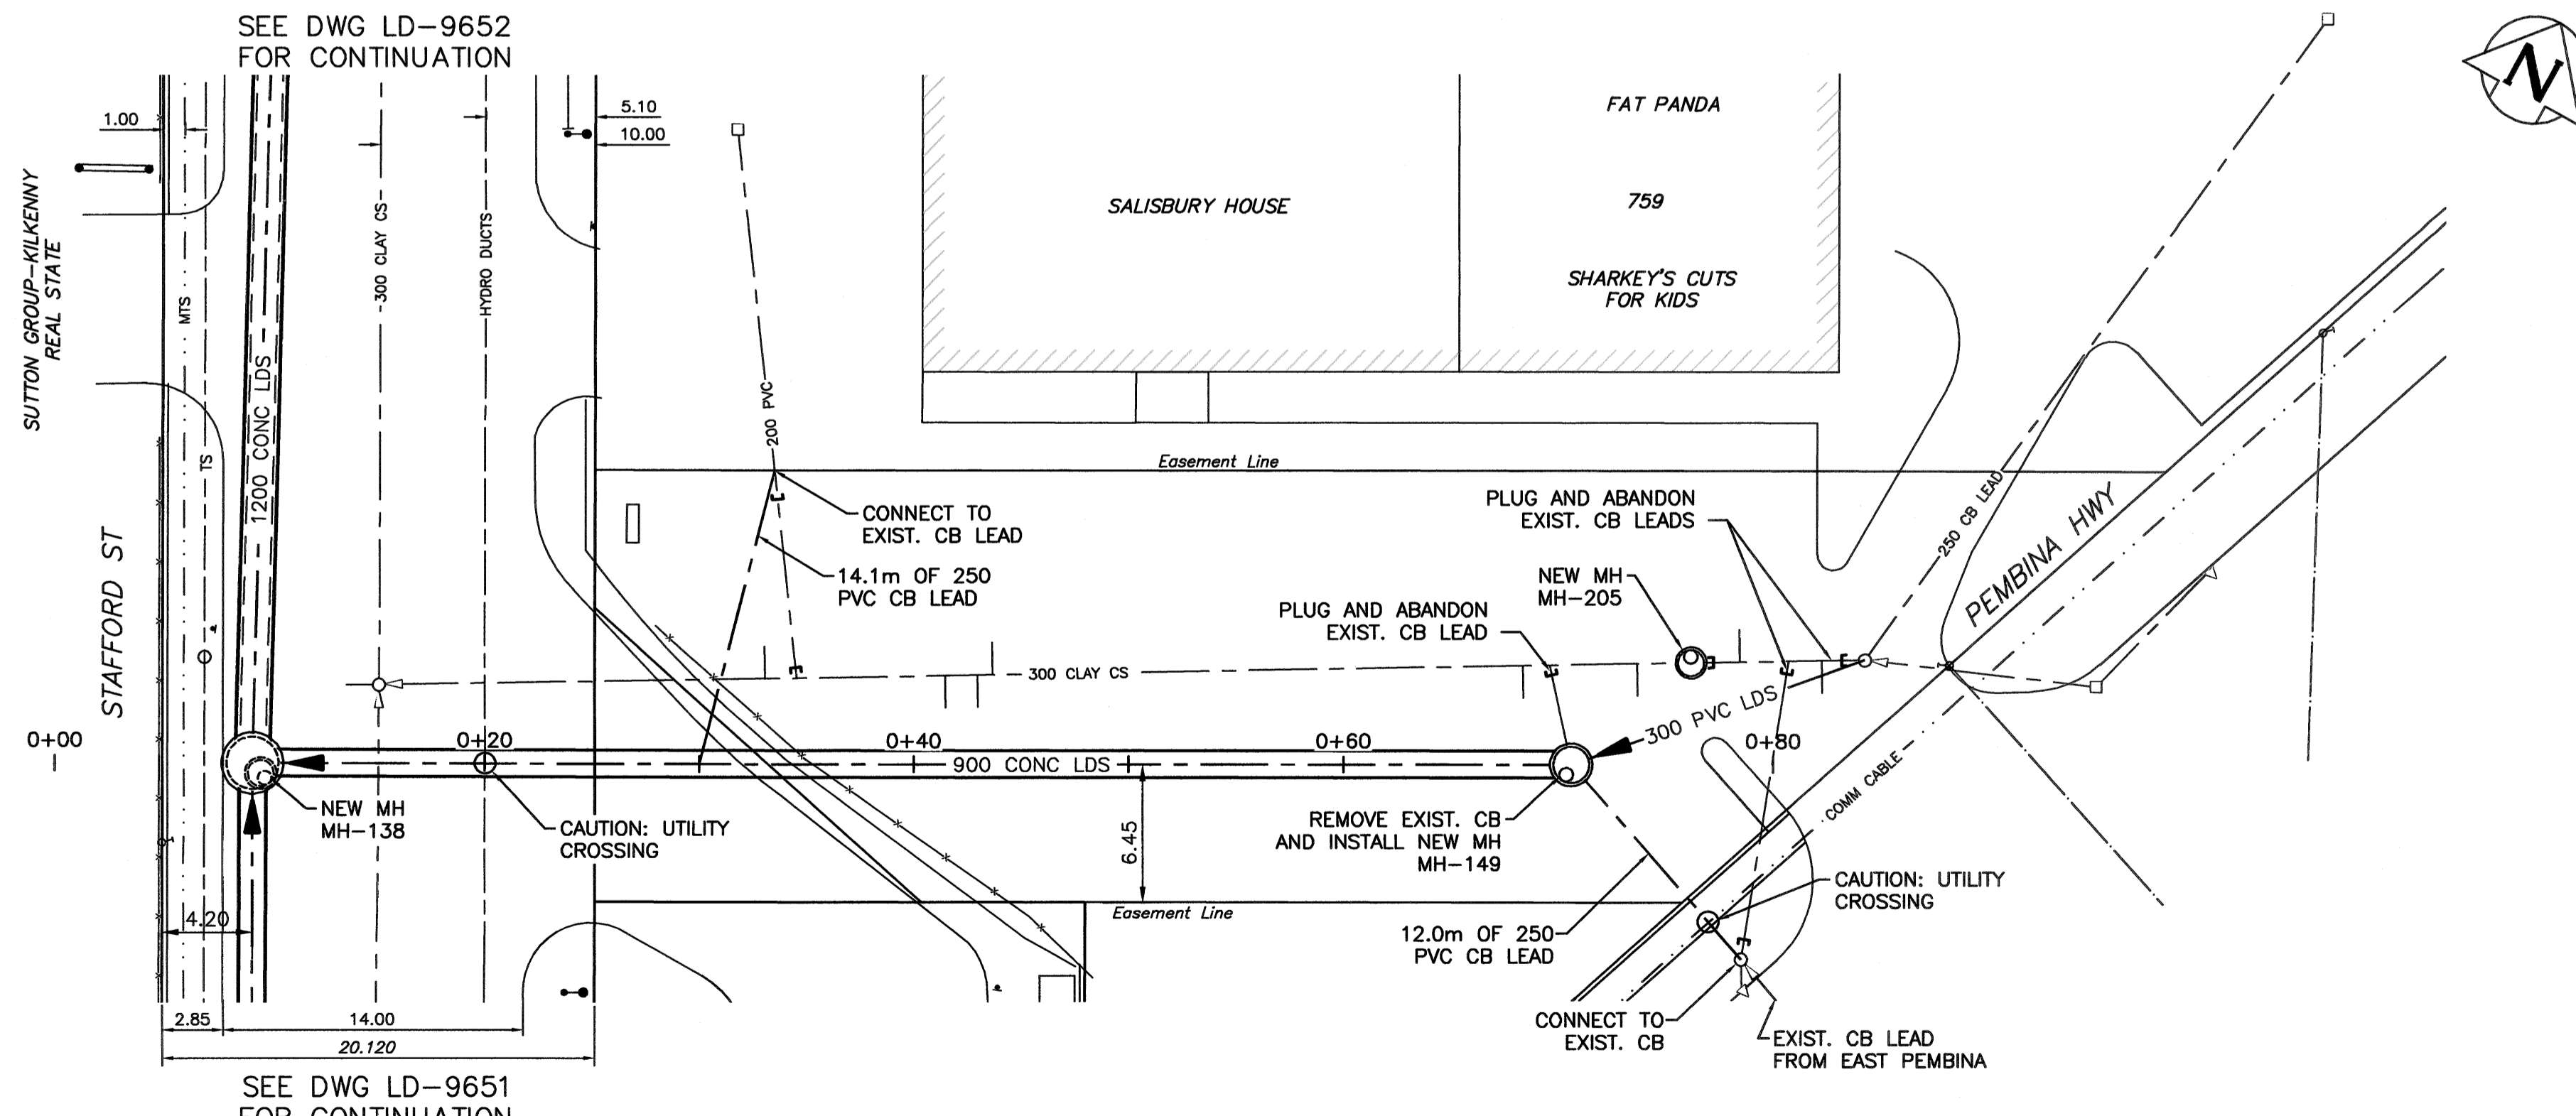 SEE DWG LD-9652
FOR CONTINUATION
1.00
5.10
10.00
SUTTON GROUP-KILKENNY
REAL STATE
MTS
TS
1200 CONC LDS
300 CLAY CS
HYDRO DUCTS
200 PVC
SALISBURY HOUSE
FAT PANDA
759
SHARKEY'S CUTS
FOR KIDS
N
Easement Line
CONNECT TO
EXIST. CB LEAD
14.1m OF 250
PVC CB LEAD
PLUG AND ABANDON
EXIST. CB LEADS
NEW MH
MH-205
PLUG AND ABANDON
EXIST. CB LEAD
250 CB LEAD
PEMBINA HWY
STAFFORD ST
300 CLAY CS
300 PVC LDS
0+00
0+20
0+40
0+60
0+80
900 CONC LDS
COMM CABLE
NEW MH
MH-138
CAUTION: UTILITY
CROSSING
6.45
REMOVE EXIST. CB
AND INSTALL NEW MH
MH-149
CAUTION: UTILITY
CROSSING
4.20
Easement Line
12.0m OF 250
PVC CB LEAD
CONNECT TO
EXIST. CB
EXIST. CB LEAD
FROM EAST PEMBINA
2.85
14.00
20.120
SEE DWG LD-9651
FOR CONTINUATION